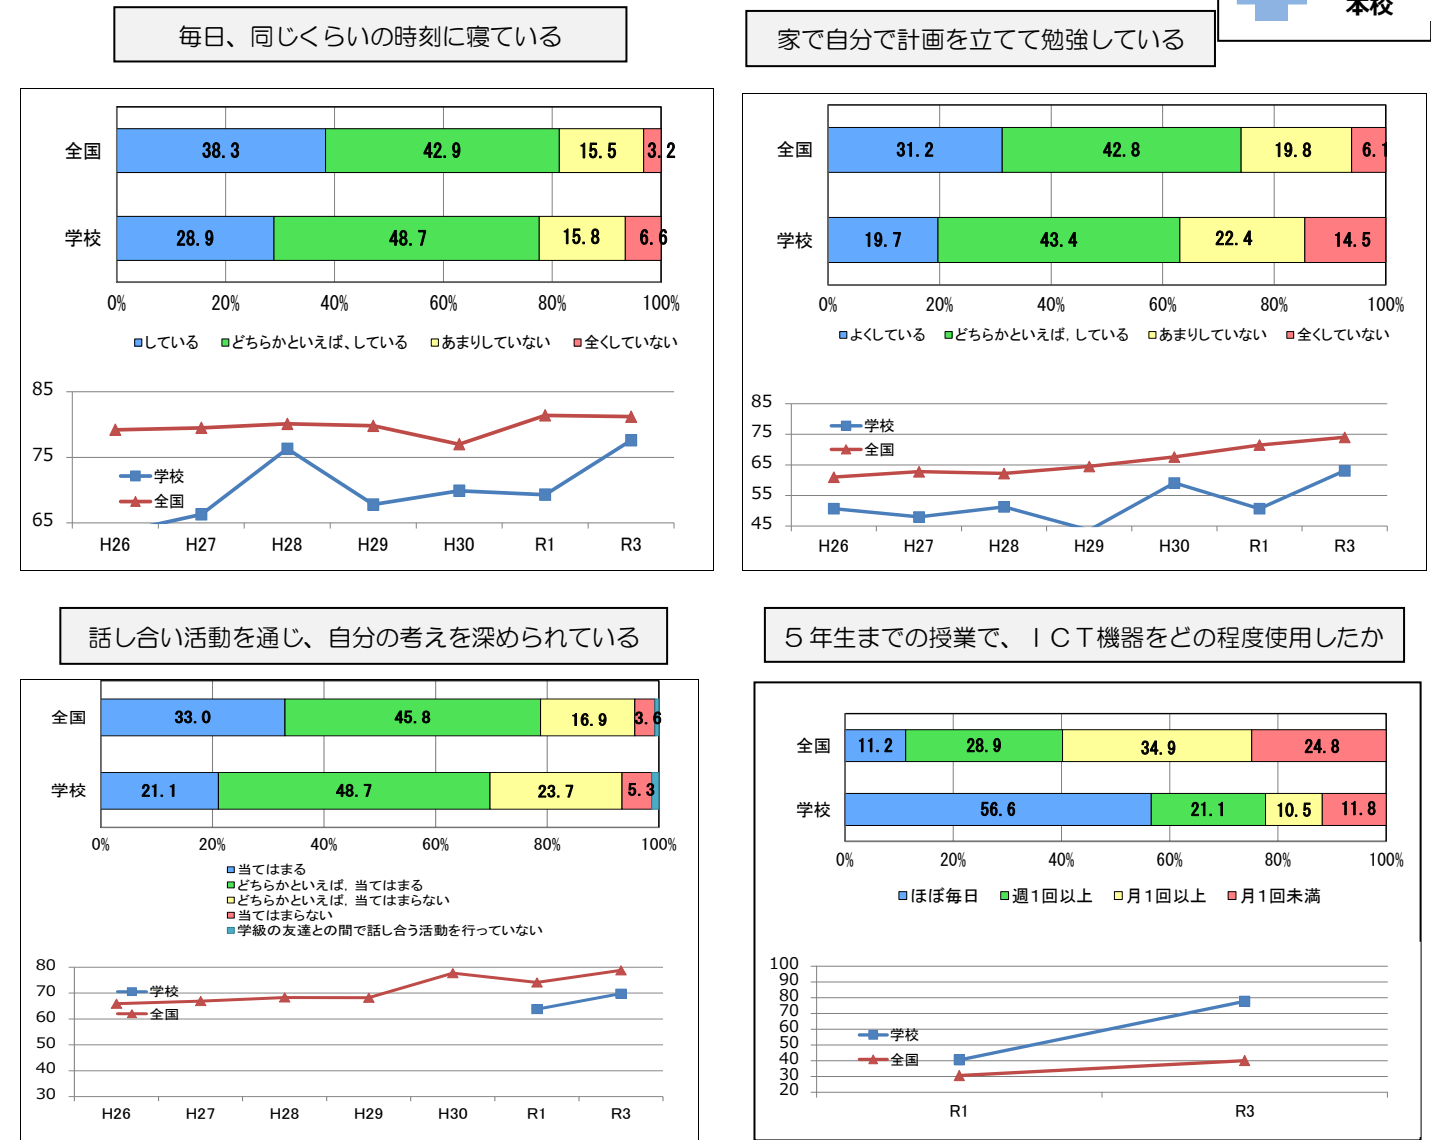 本校
毎日、同じくらいの時刻に寝ている
全国 38.3 42.9 15.5 3.2
学校 28.9 48.7 15.8 6.6
0% 20% 40% 60% 80% 100%
している どちらかといえば、している あまりしていない 全くしていない
85
75
65
学校
全国
H26 H27 H28 H29 H30 R1 R3
家で自分で計画を立てて勉強している
全国 31.2 42.8 19.8 6.1
学校 19.7 43.4 22.4 14.5
0% 20% 40% 60% 80% 100%
よくしている どちらかといえば,している あまりしていない 全くしていない
85
75
65
55
45
学校
全国
H26 H27 H28 H29 H30 R1 R3
話し合い活動を通じ、自分の考えを深められている
全国 33.0 45.8 16.9 3.6
学校 21.1 48.7 23.7 5.3
0% 20% 40% 60% 80% 100%
当てはまる
どちらかといえば,当てはまる
どちらかといえば,当てはまらない
当てはまらない
学級の友達との間で話し合う活動を行っていない
80
70
60
50
40
30
学校
全国
H26 H27 H28 H29 H30 R1 R3
５年生までの授業で、ＩＣＴ機器をどの程度使用したか
全国 11.2 28.9 34.9 24.8
学校 56.6 21.1 10.5 11.8
0% 20% 40% 60% 80% 100%
ほぼ毎日 週1回以上 月1回以上 月1回未満
100
90
80
70
60
50
40
30
20
学校
全国
R1 R3